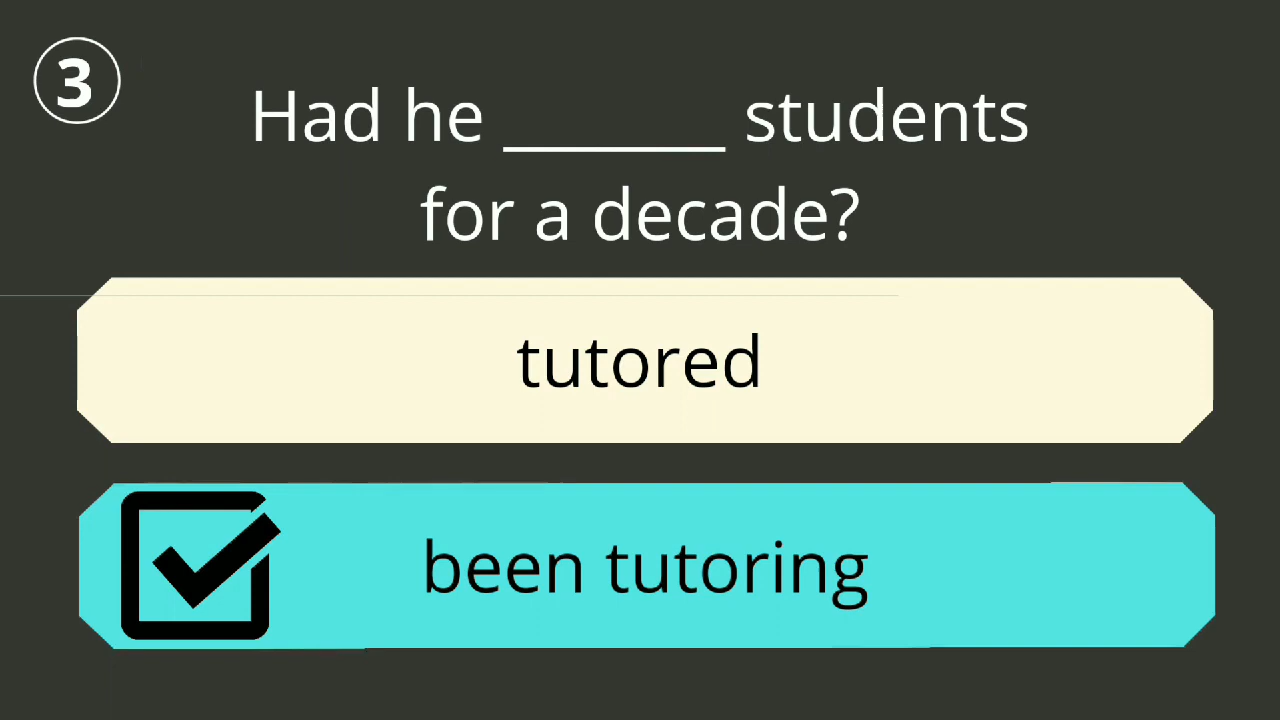 3
Had he _______ students
for a decade?
tutored
been tutoring